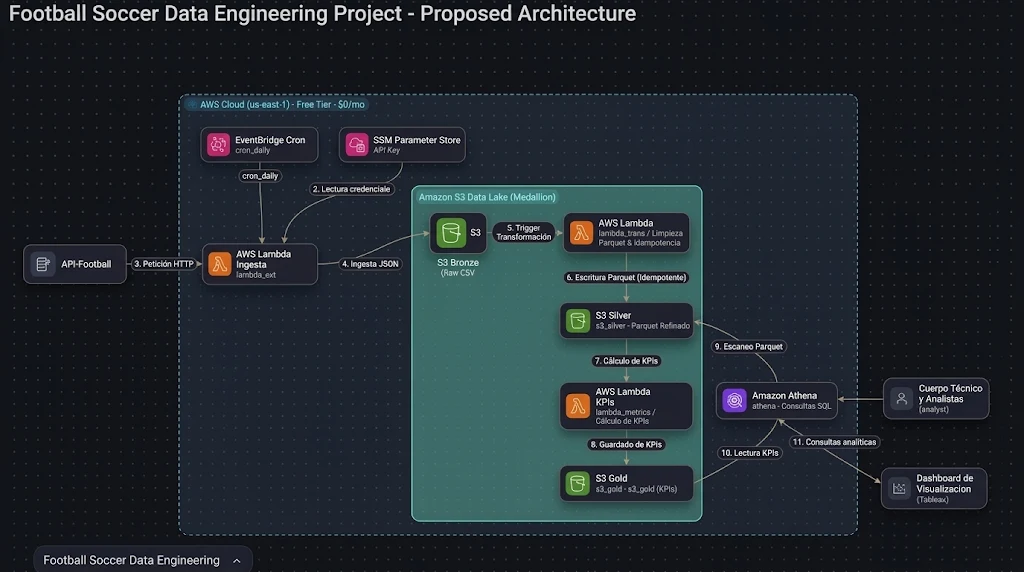 Football Soccer Data Engineering Project - Proposed Architecture
AWS Cloud (us-east-1) - Free Tier - $0/mo
EventBridge Cron
cron_daily
SSM Parameter Store
API Key
cron_dally
2. Lectura credenciale
Amazon S3 Data Lake (Medallion)
API-Football
3. Petición HTTP
AWS Lambda
Ingesta
lambda_ext
4. Ingesta JSON
S3
S3 Bronze
(Raw CSV
5. Trigger
Transformación
AWS Lambda
lambda_trans / Limpieza
Parquet & Idempotencia
6. Escritura Parquet (Idempotente)
S3 Silver
s3_silver - Parquet Refinado
7. Cálculo de KPIs
AWS Lambda
KPIs
lambda_metrics /
Cálculo de KPIs
8. Guardado de KPIs
S3 Gold
s3_gold - s3_gold (KPIs)
9. Escaneo Parquet
Amazon Athena
athena - Consultas SQL
10. Lectura KPIs
11. Consultas analíticas
Cuerpo Técnico
y Analistas
(analyst)
Dashboard de
Visualizacion
(Tableax)
Football Soccer Data Engineering